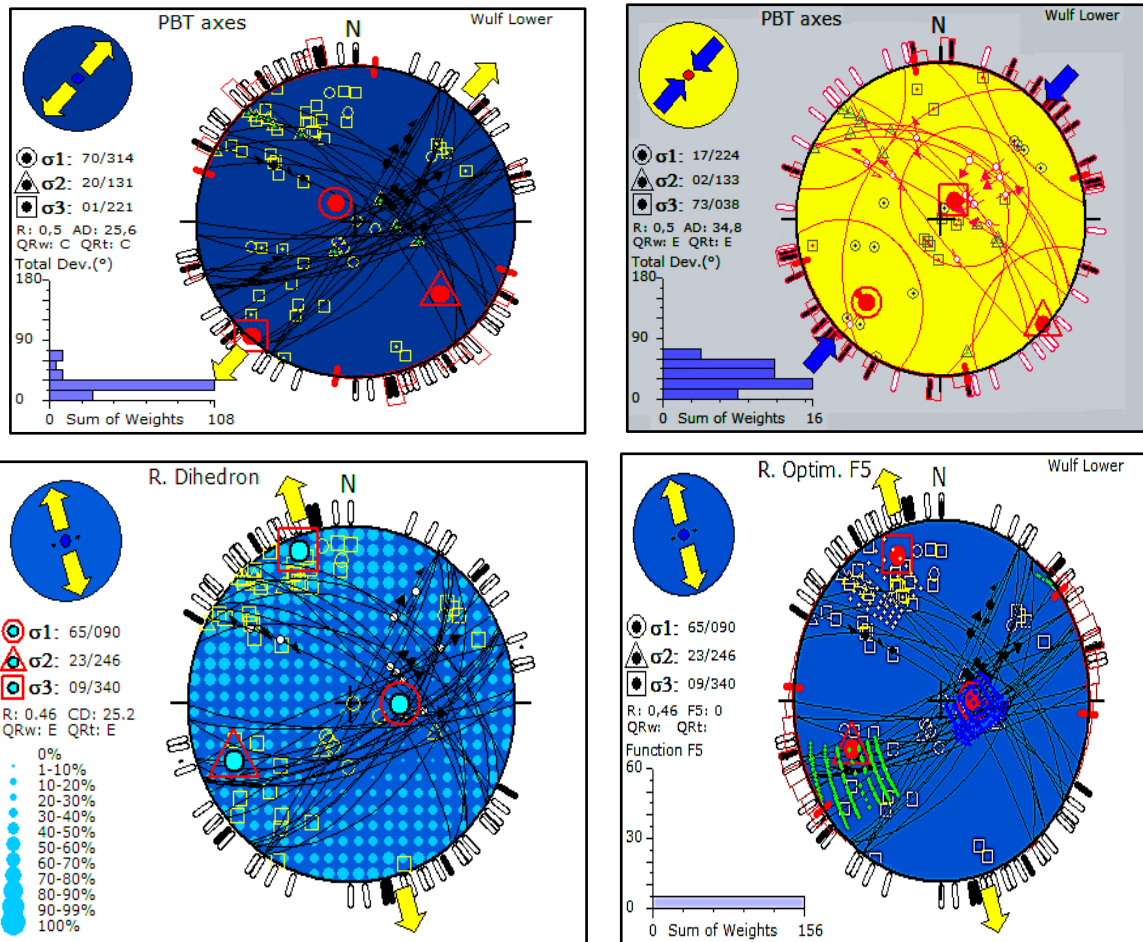 PBT axes
Wulf Lower
N
σ1: 70/314
σ2: 20/131
σ3: 01/221
R: 0,5 AD: 25,6
QRw: C QRt: C
Total Dev.(°)
180
90
0
0 Sum of Weights 108
PBT axes
Wulf Lower
N
σ1: 17/224
σ2: 02/133
σ3: 73/038
R: 0,5 AD: 34,8
QRw: E QRt: E
Total Dev.(°)
180
90
0
0 Sum of Weights 16
R. Dihedron
N
σ1: 65/090
σ2: 23/246
σ3: 09/340
R: 0.46 CD: 25.2
QRw: E QRt: E
0%
1-10%
10-20%
20-30%
30-40%
40-50%
50-60%
60-70%
70-80%
80-90%
90-99%
100%
R. Optim. F5
Wulf Lower
N
σ1: 65/090
σ2: 23/246
σ3: 09/340
R: 0,46 F5: 0
QRw: QRt:
Function F5
60
30
0
0 Sum of Weights 156